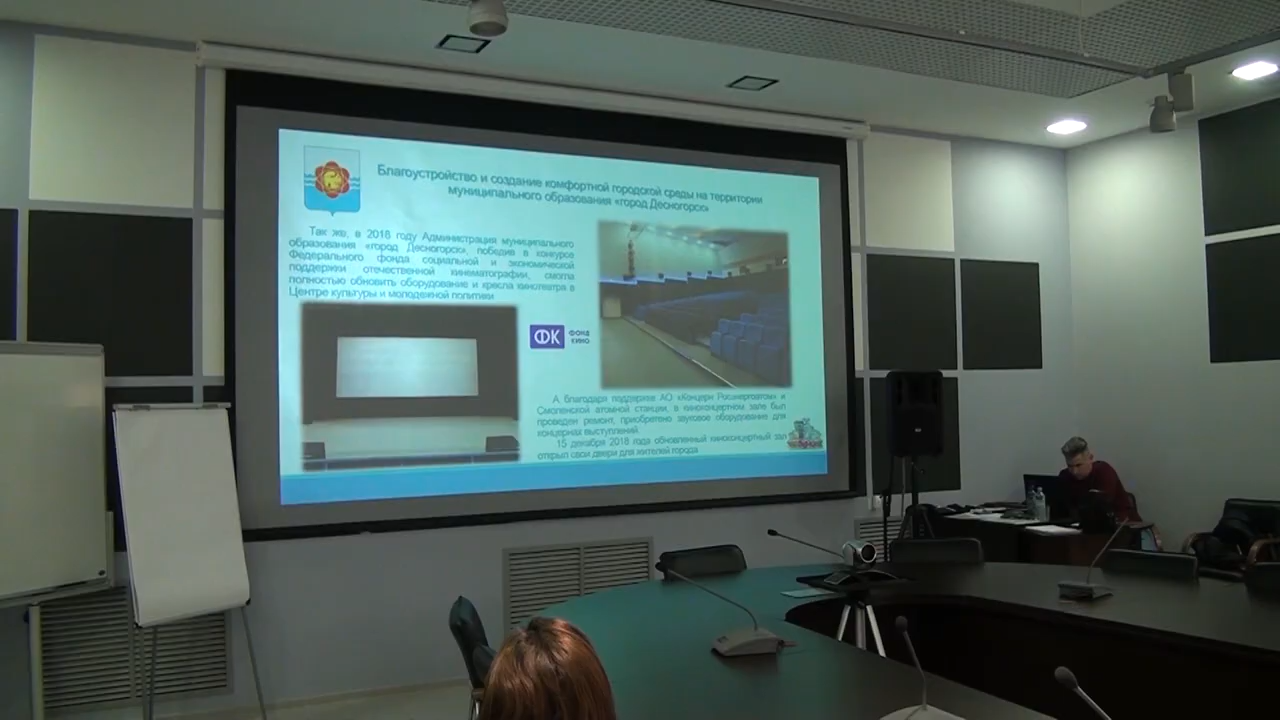 Благоустройство и создание комфортной городской среды на территории
муниципального образования «город Десногорск»
Так же, в 2018 году Администрация муниципального
образования «город Десногорск», победив в конкурсе
Федерального фонда социальной и экономической
поддержки отечественной кинематографии, смогла
полностью обновить оборудование и кресла кинотеатра в
Центре культуры и молодежной политики
ФК ФОНД
КИНО
А благодаря поддержке АО «Концерн Росэнергоатом» и
Смоленской атомной станции, в киноконцертном зале был
проведен ремонт, приобретено звуковое оборудование для
концертных выступлений.
15 декабря 2018 года обновленный киноконцертный зал
открыл свои двери для жителей города